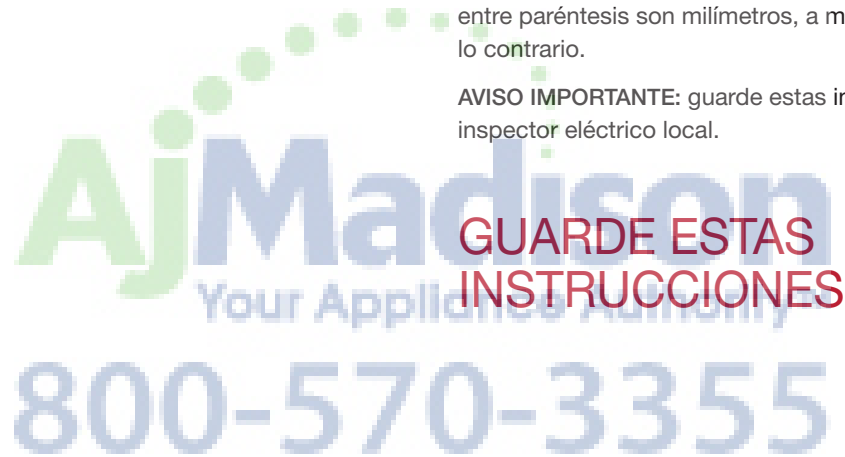 entre paréntesis son milímetros, a
lo contrario.
AVISO IMPORTANTE: guarde estas
inspector eléctrico local.
GUARDE ESTAS
INSTRUCCIONES
AjMadison
Your Appliance Authority
800-570-3355